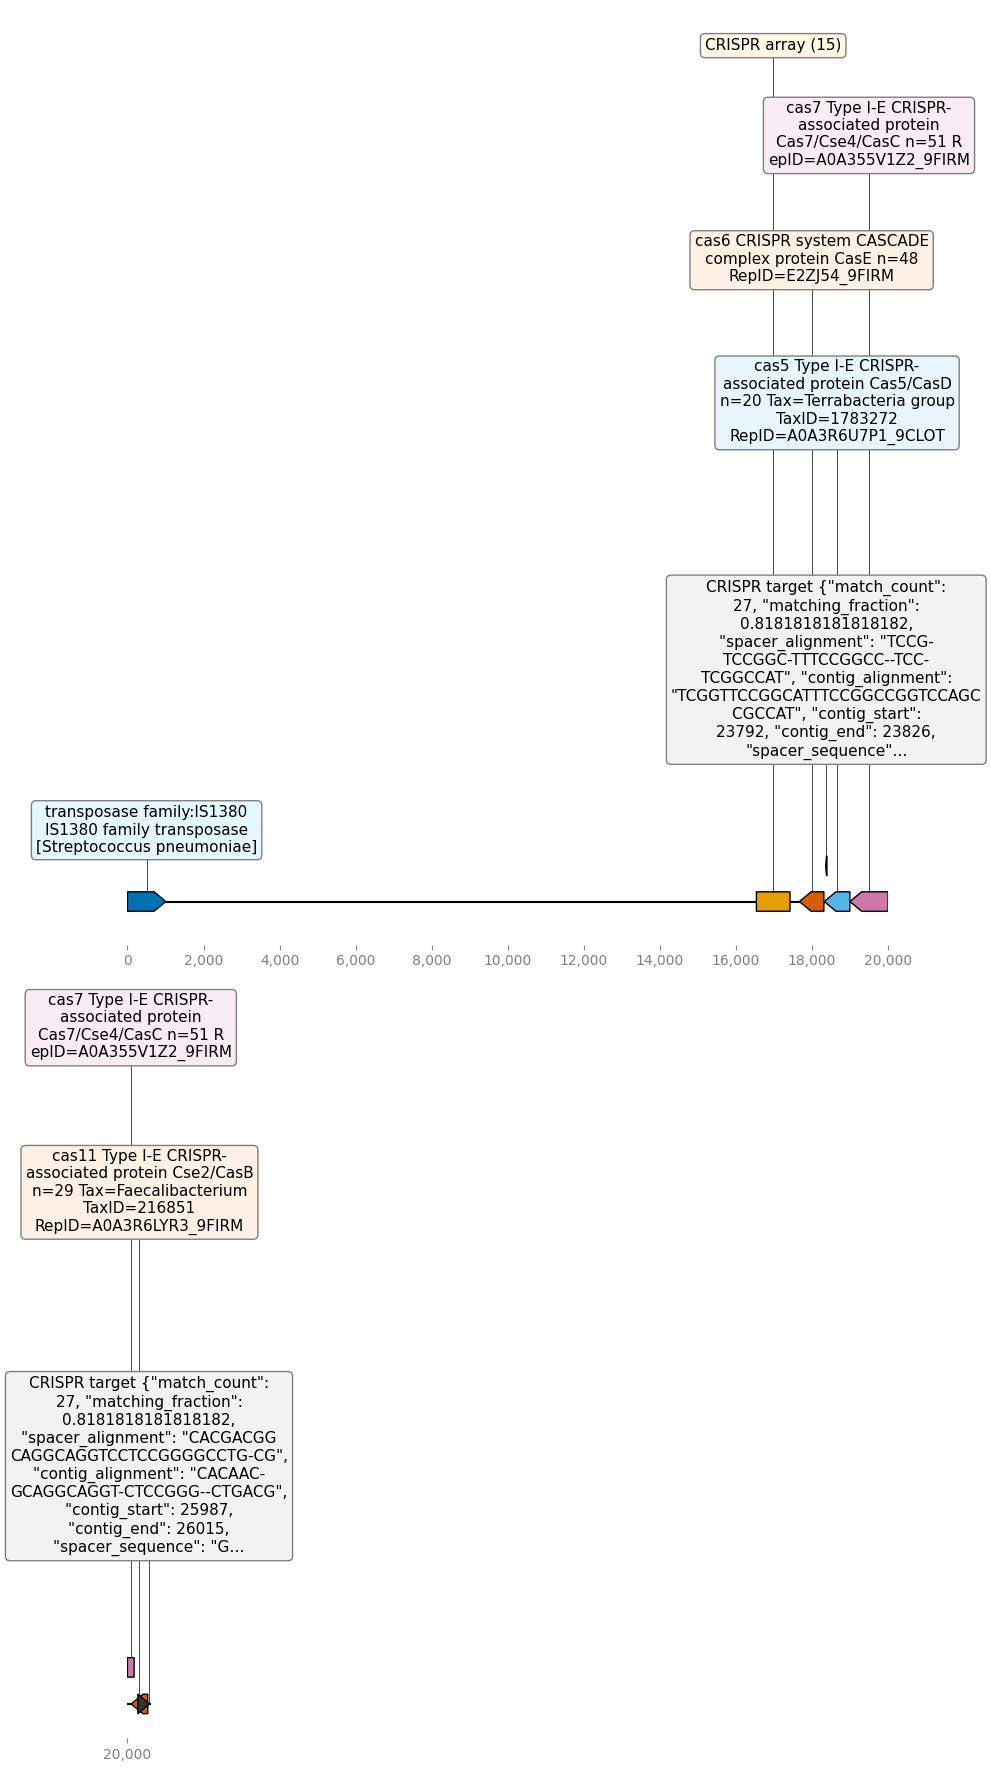 CRISPR array (15)
cas7 Type I-E CRISPR-
associated protein
Cas7/Cse4/CasC n=51 R
epID=A0A355V1Z2_9FIRM
cas6 CRISPR system CASCADE
complex protein CasE n=48
RepID=E2ZJ54_9FIRM
cas5 Type I-E CRISPR-
associated protein Cas5/CasD
n=20 Tax=Terrabacteria group
TaxID=1783272
RepID=A0A3R6U7P1_9CLOT
CRISPR target {"match_count":
27, "matching_fraction":
0.8181818181818182,
"spacer_alignment": "TCCG-
TCCGGC-TTTCCGGCC--TCC-
TCGGCCAT", "contig_alignment":
"TCGGTTCCGGCATTTCCGGCCGGTCCAGC
CGCCAT", "contig_start":
23792, "contig_end": 23826,
"spacer_sequence"...
transposase family:IS1380
IS1380 family transposase
[Streptococcus pneumoniae]
0 2,000 4,000 6,000 8,000 10,000 12,000 14,000 16,000 18,000 20,000
cas7 Type I-E CRISPR-
associated protein
Cas7/Cse4/CasC n=51 R
epID=A0A355V1Z2_9FIRM
cas11 Type I-E CRISPR-
associated protein Cse2/CasB
n=29 Tax=Faecalibacterium
TaxID=216851
RepID=A0A3R6LYR3_9FIRM
CRISPR target {"match_count":
27, "matching_fraction":
0.8181818181818182,
"spacer_alignment": "CACGACGG
CAGGCAGGTCCTCCGGGGCCTG-CG",
"contig_alignment": "CACAAC-
GCAGGCAGGT-CTCCGGG--CTGACG",
"contig_start": 25987,
"contig_end": 26015,
"spacer_sequence": "G...
20,000